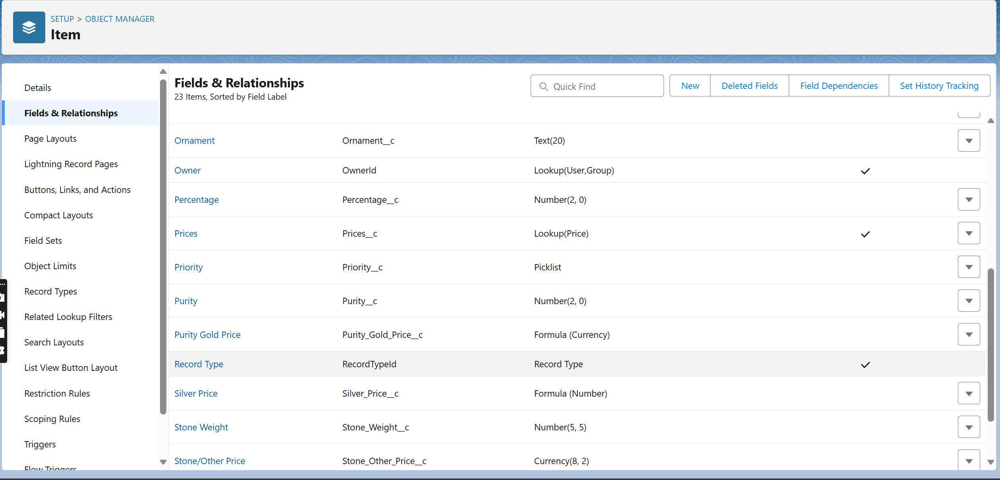 SETUP > OBJECT MANAGER
Item
Details
Fields & Relationships
Page Layouts
Lightning Record Pages
Buttons, Links, and Actions
Compact Layouts
Field Sets
Object Limits
Record Types
Related Lookup Filters
Search Layouts
List View Button Layout
Restriction Rules
Scoping Rules
Triggers
Flow Triggers
Fields & Relationships
23 Items, Sorted by Field Label
Quick Find
New
Deleted Fields
Field Dependencies
Set History Tracking
Ornament Ornament__c Text(20)
Owner OwnerId Lookup(User,Group)
Percentage Percentage__c Number(2, 0)
Prices Prices__c Lookup(Price)
Priority Priority__c Picklist
Purity Purity__c Number(2, 0)
Purity Gold Price Purity_Gold_Price__c Formula (Currency)
Record Type RecordTypeId Record Type
Silver Price Silver_Price__c Formula (Number)
Stone Weight Stone_Weight__c Number(5, 5)
Stone/Other Price Stone_Other_Price__c Currency(8, 2)